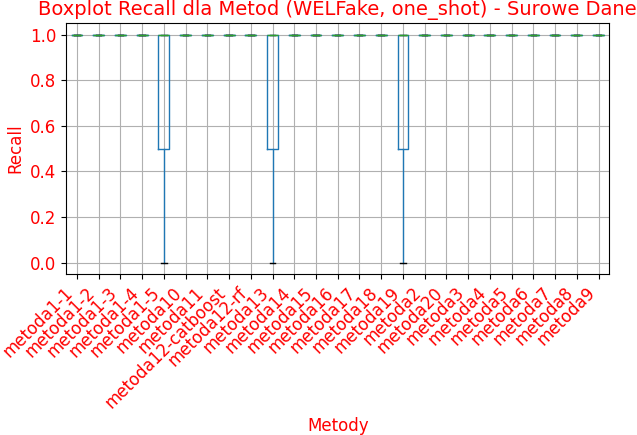 Boxplot Recall dla Metod (WELFake, one_shot) - Surowe Dane
1.0
0.8
0.6
0.4
0.2
0.0
Recall
metoda1-1
metoda1-2
metoda1-3
metoda1-4
metoda1-5
metoda10
metoda11
metoda12-catboost
metoda12-rf
metoda13
metoda14
metoda15
metoda16
metoda17
metoda18
metoda19
metoda2
metoda20
metoda3
metoda4
metoda5
metoda6
metoda7
metoda8
metoda9
Metody